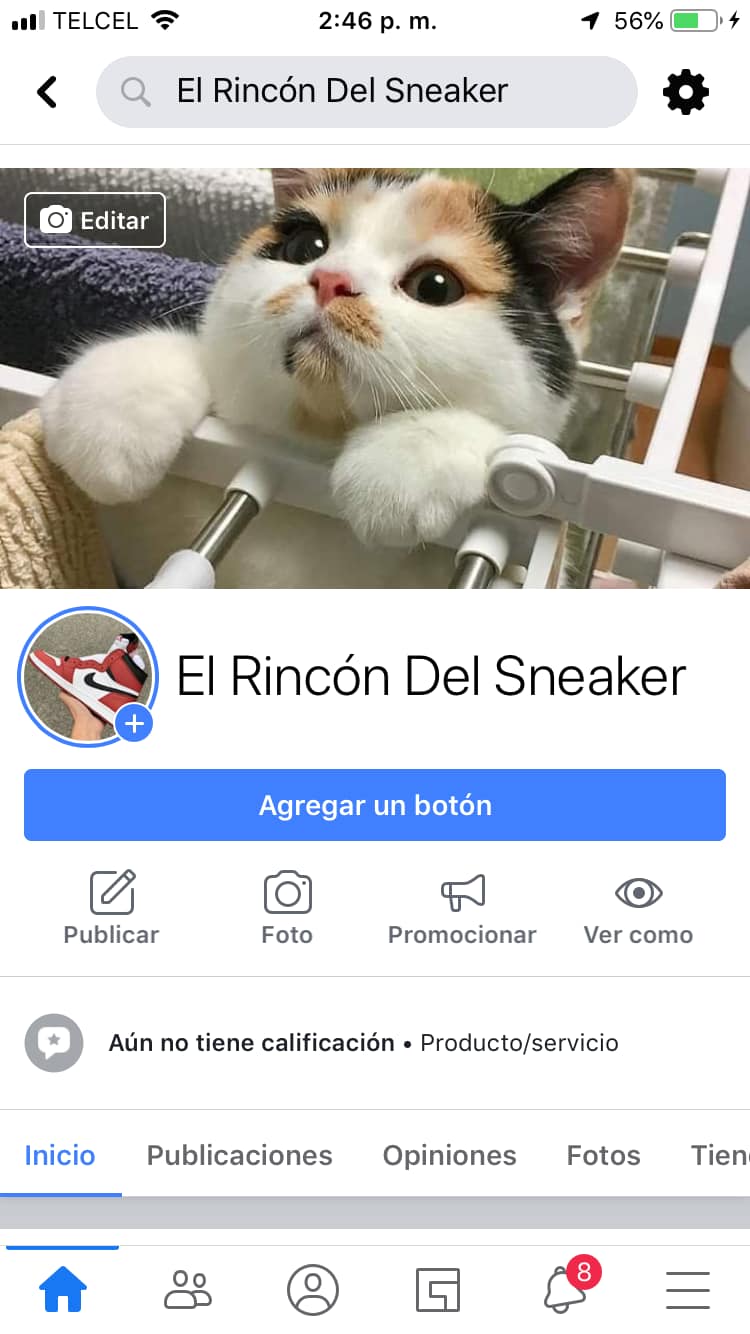 TELCEL 2:46 p. m. 56%
El Rincón Del Sneaker
Editar
El Rincón Del Sneaker
Agregar un botón
Publicar Foto Promocionar Ver como
Aún no tiene calificación • Producto/servicio
Inicio Publicaciones Opiniones Fotos Tien
8